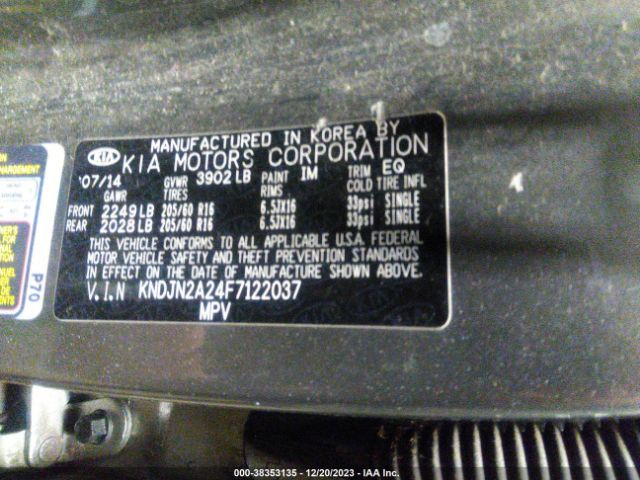 MANUFACTURED IN KOREA BY
KIA KIA MOTORS CORPORATION
'07/14 GVWR 3902 LB PAINT IM TRIM EQ
GAWR TIRES RIMS COLD TIRE INFL
FRONT 2249 LB 205/60 R16 6.5JX16 33psi SINGLE
REAR 2028 LB 205/60 R16 6.5JX16 33psi SINGLE
THIS VEHICLE CONFORMS TO ALL APPLICABLE U.S.A. FEDERAL
MOTOR VEHICLE SAFETY AND THEFT PREVENTION STANDARDS
IN EFFECT ON THE DATE OF MANUFACTURE SHOWN ABOVE.
V.I.N KNDJN2A24F7122037
MPV
P70
000-38353135 - 12/20/2023 - IAA Inc.